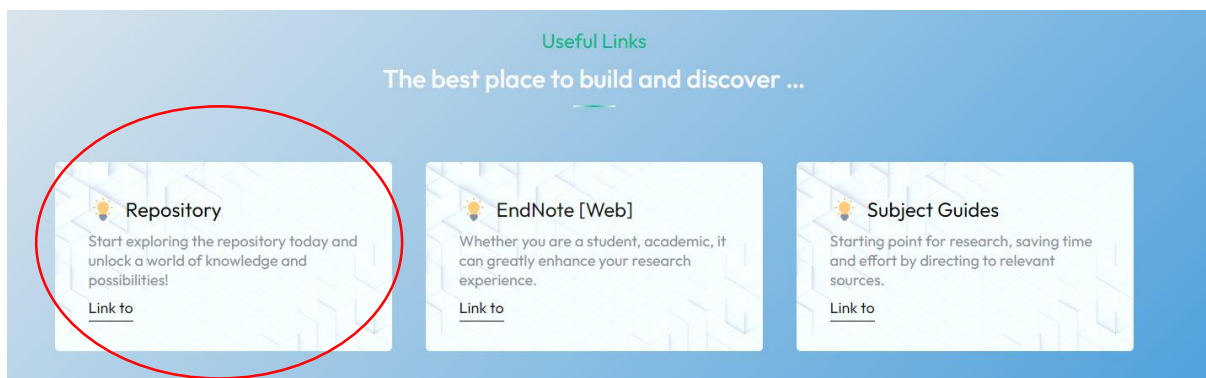 Useful Links
The best place to build and discover ...
Repository
Start exploring the repository today and
unlock a world of knowledge and
possibilities!
Link to
EndNote [Web]
Whether you are a student, academic, it
can greatly enhance your research
experience.
Link to
Subject Guides
Starting point for research, saving time
and effort by directing to relevant
sources.
Link to